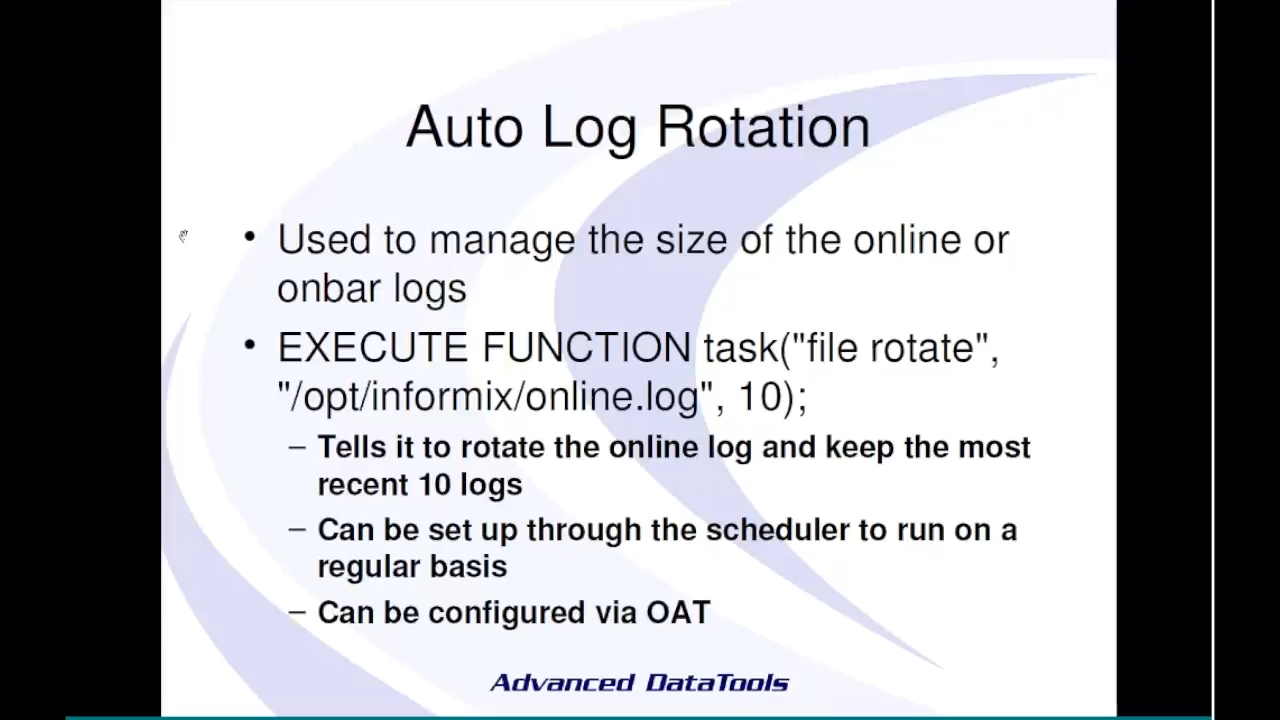 Auto Log Rotation
• Used to manage the size of the online or
onbar logs
• EXECUTE FUNCTION task("file rotate",
"/opt/informix/online.log", 10);
– Tells it to rotate the online log and keep the most
recent 10 logs
– Can be set up through the scheduler to run on a
regular basis
– Can be configured via OAT
Advanced DataTools